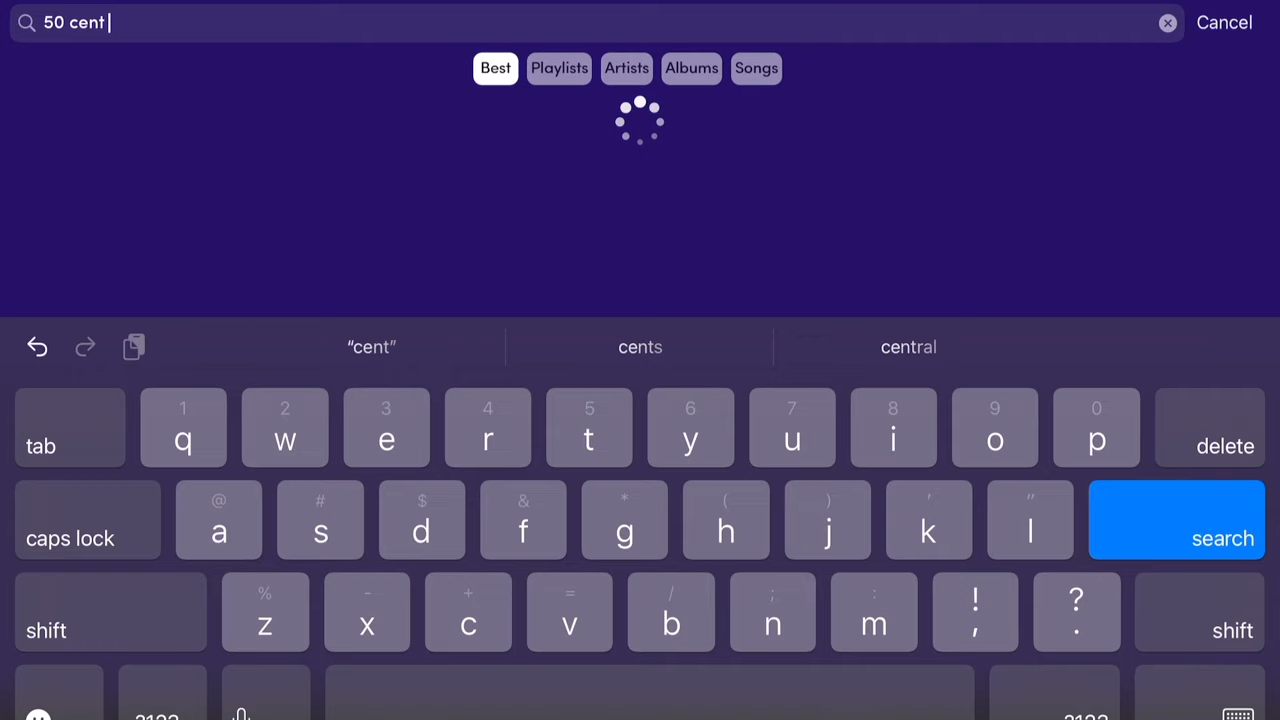 50 cent Cancel
Best Playlists Artists Albums Songs
“cent” cents central
1 2 3 4 5 6 7 8 9 0
tab q w e r t y u i o p delete
@ # $ & * ( ) ' "
caps lock a s d f g h j k l search
% - + = / ; : ! ?
shift z x c v b n m , . shift